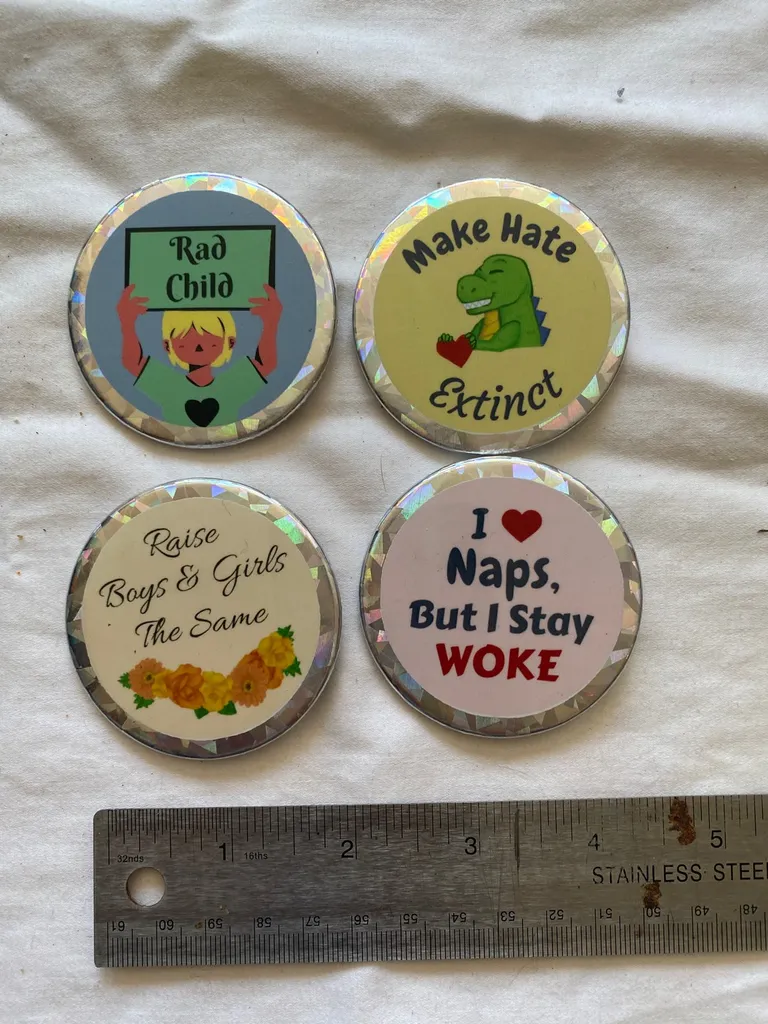 Rad
Child
Make Hate
Extinct
Raise
Boys & Girls
The Same
I ❤
Naps,
But I Stay
WOKE
1 2 3 4 5
32nds 16ths
STAINLESS STEEL
61 60 59 58 57 56 55 54 53 52 51 50 49 48